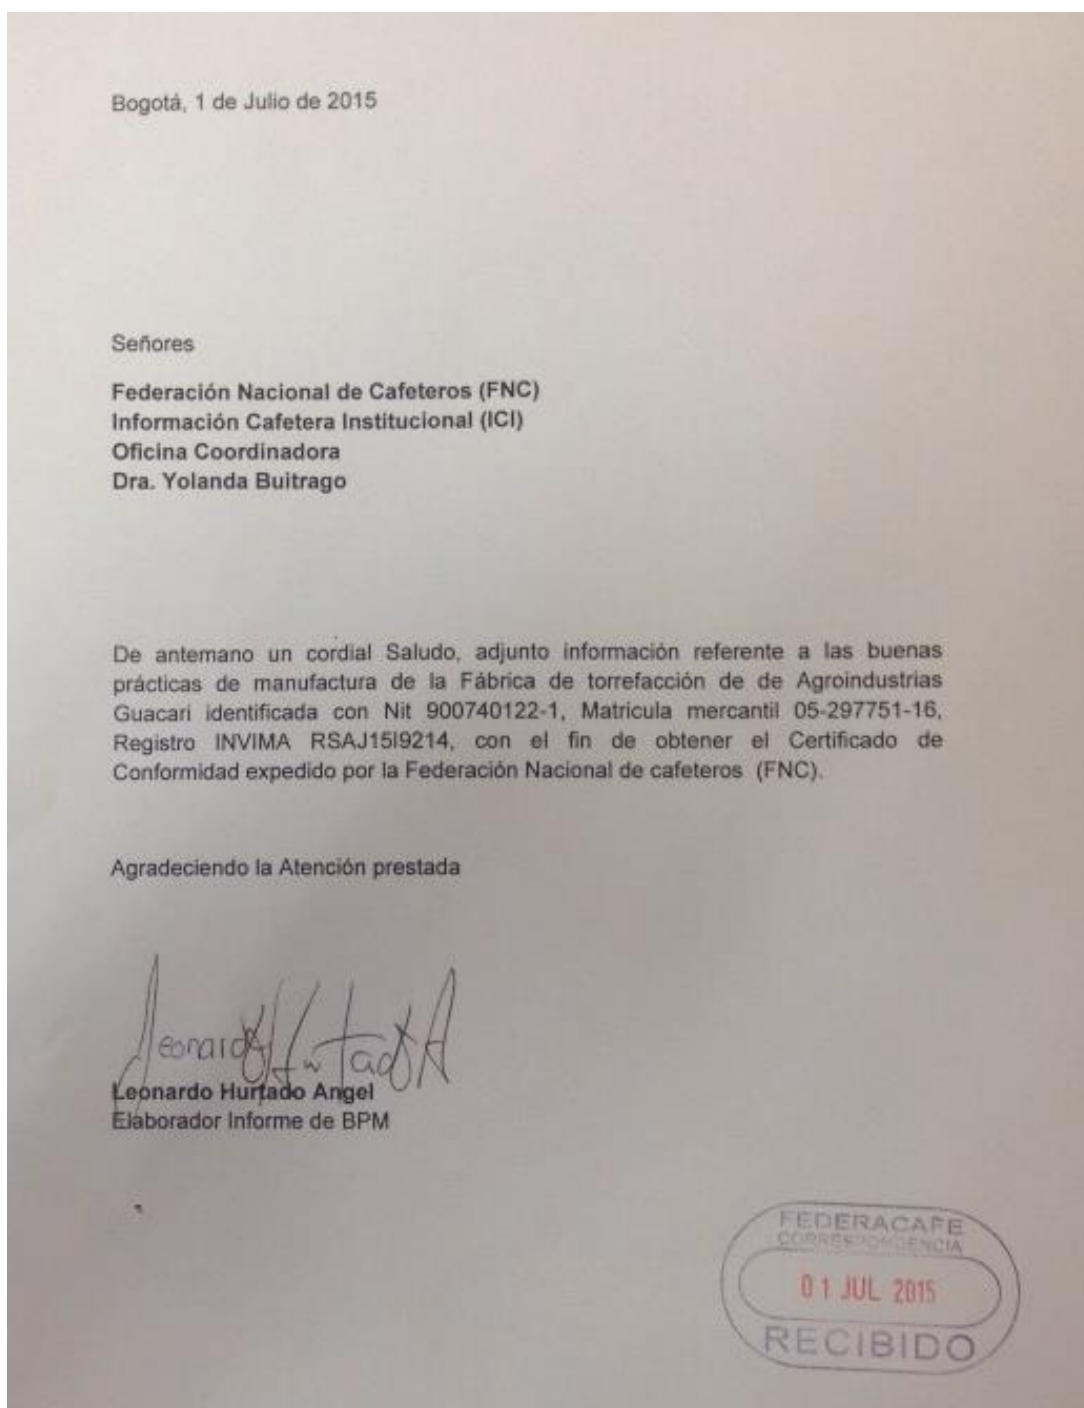 Bogotá, 1 de Julio de 2015
Señores
Federación Nacional de Cafeteros (FNC)
Información Cafetera Institucional (ICI)
Oficina Coordinadora
Dra. Yolanda Buitrago
De antemano un cordial Saludo, adjunto información referente a las buenas
prácticas de manufactura de la Fábrica de torrefacción de de Agroindustrias
Guacari identificada con Nit 900740122-1, Matricula mercantil 05-297751-16,
Registro INVIMA RSAJ15I9214, con el fin de obtener el Certificado de
Conformidad expedido por la Federación Nacional de cafeteros (FNC).
Agradeciendo la Atención prestada
Leonardo Hurtado A
Leonardo Hurtado Angel
Elaborador Informe de BPM
FEDERACAFE
CORRESPONDENCIA
01 JUL 2015
RECIBIDO